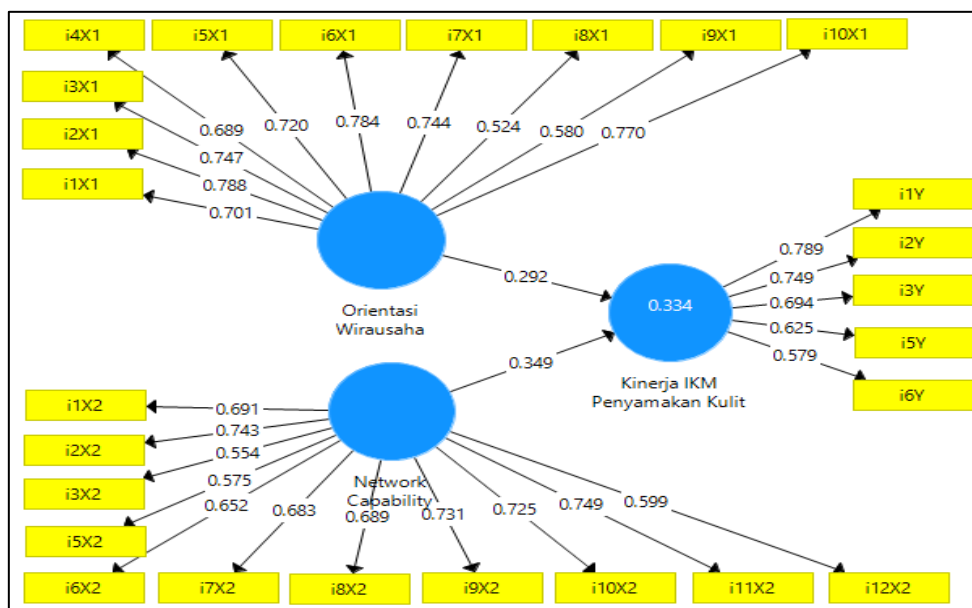 i4X1 i5X1 i6X1 i7X1 i8X1 i9X1 i10X1
i3X1
i2X1
i1X1
0.689 0.720 0.784 0.744 0.524 0.580 0.770
0.747
0.788
0.701
Orientasi
Wirausaha
0.292
0.349
0.334
Kinerja IKM
Penyamakan Kulit
0.789
0.749
0.694
0.625
0.579
i1Y
i2Y
i3Y
i5Y
i6Y
Network
Capability
0.691
0.743
0.554
0.575
0.652
0.683
0.689
0.731
0.725
0.749
0.599
i1X2
i2X2
i3X2
i5X2
i6X2 i7X2 i8X2 i9X2 i10X2 i11X2 i12X2